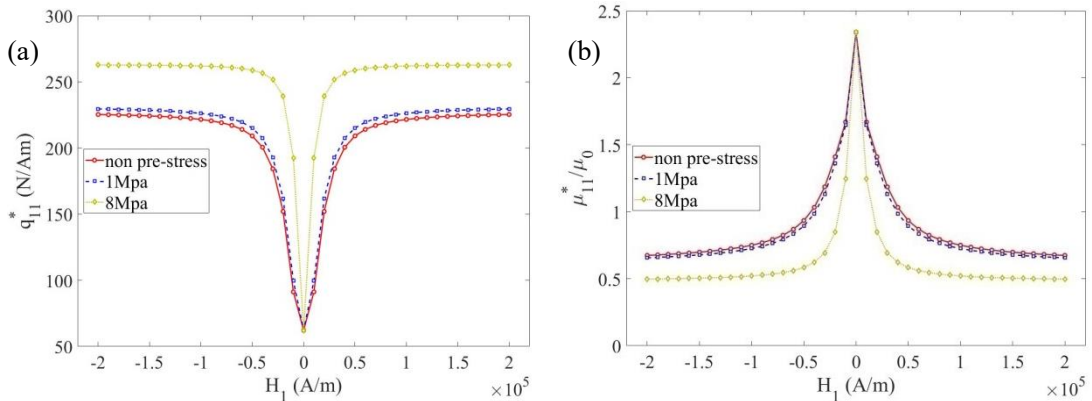 (a)
300
250
200
150
100
50
q*11 (N/Am)
non pre-stress
1Mpa
8Mpa
-2 -1.5 -1 -0.5 0 0.5 1 1.5 2
H1 (A/m)
×10^5
(b)
2.5
2
1.5
1
0.5
0
μ*11/μ0
non pre-stress
1Mpa
8Mpa
-2 -1.5 -1 -0.5 0 0.5 1 1.5 2
H1 (A/m)
×10^5